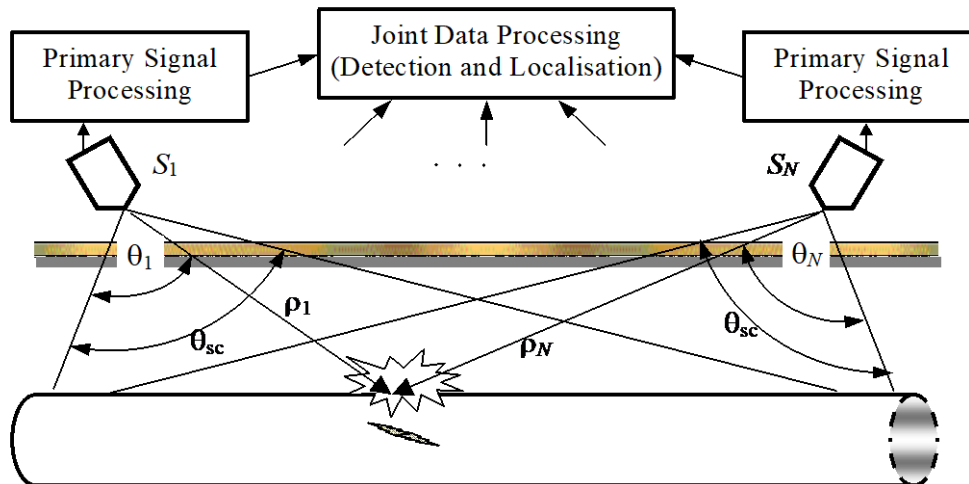 Joint Data Processing
(Detection and Localisation)
Primary Signal
Processing
Primary Signal
Processing
S1
. . .
SN
θ1
θN
ρ1
θsc
ρN
θsc